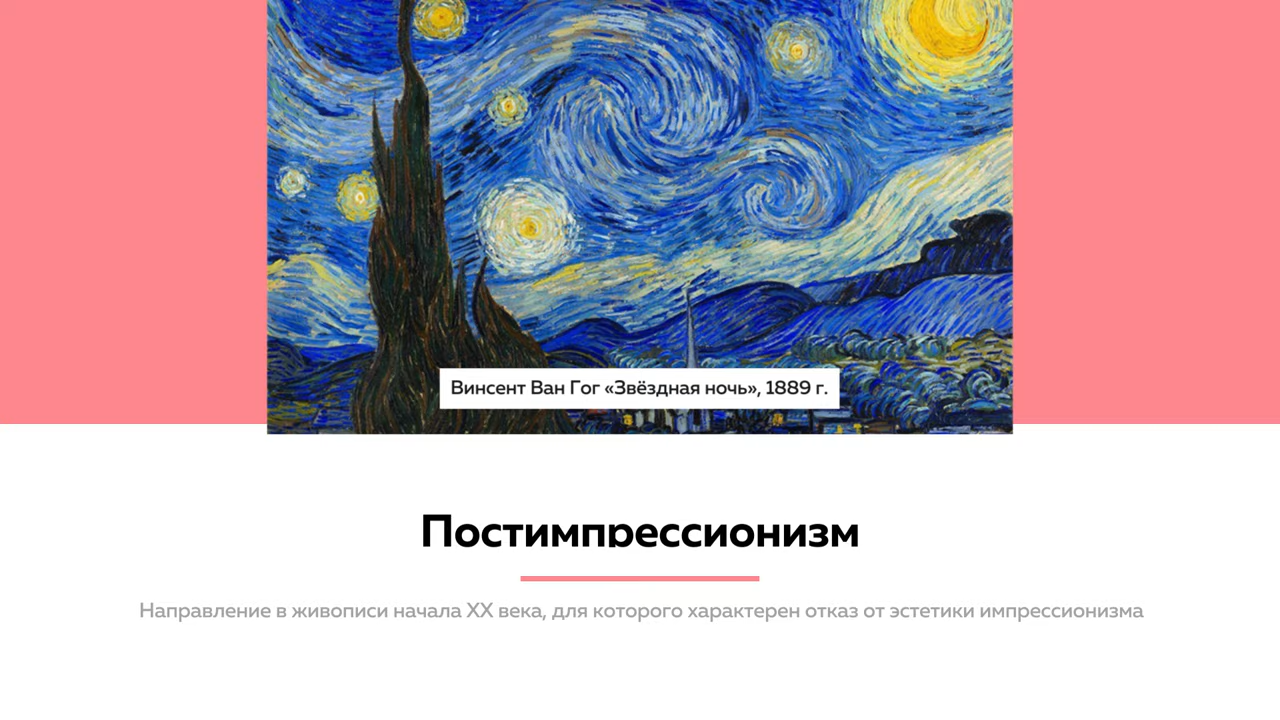 Винсент Ван Гог «Звёздная ночь», 1889 г.
Постимпрессионизм
Направление в живописи начала XX века, для которого характерен отказ от эстетики импрессионизма